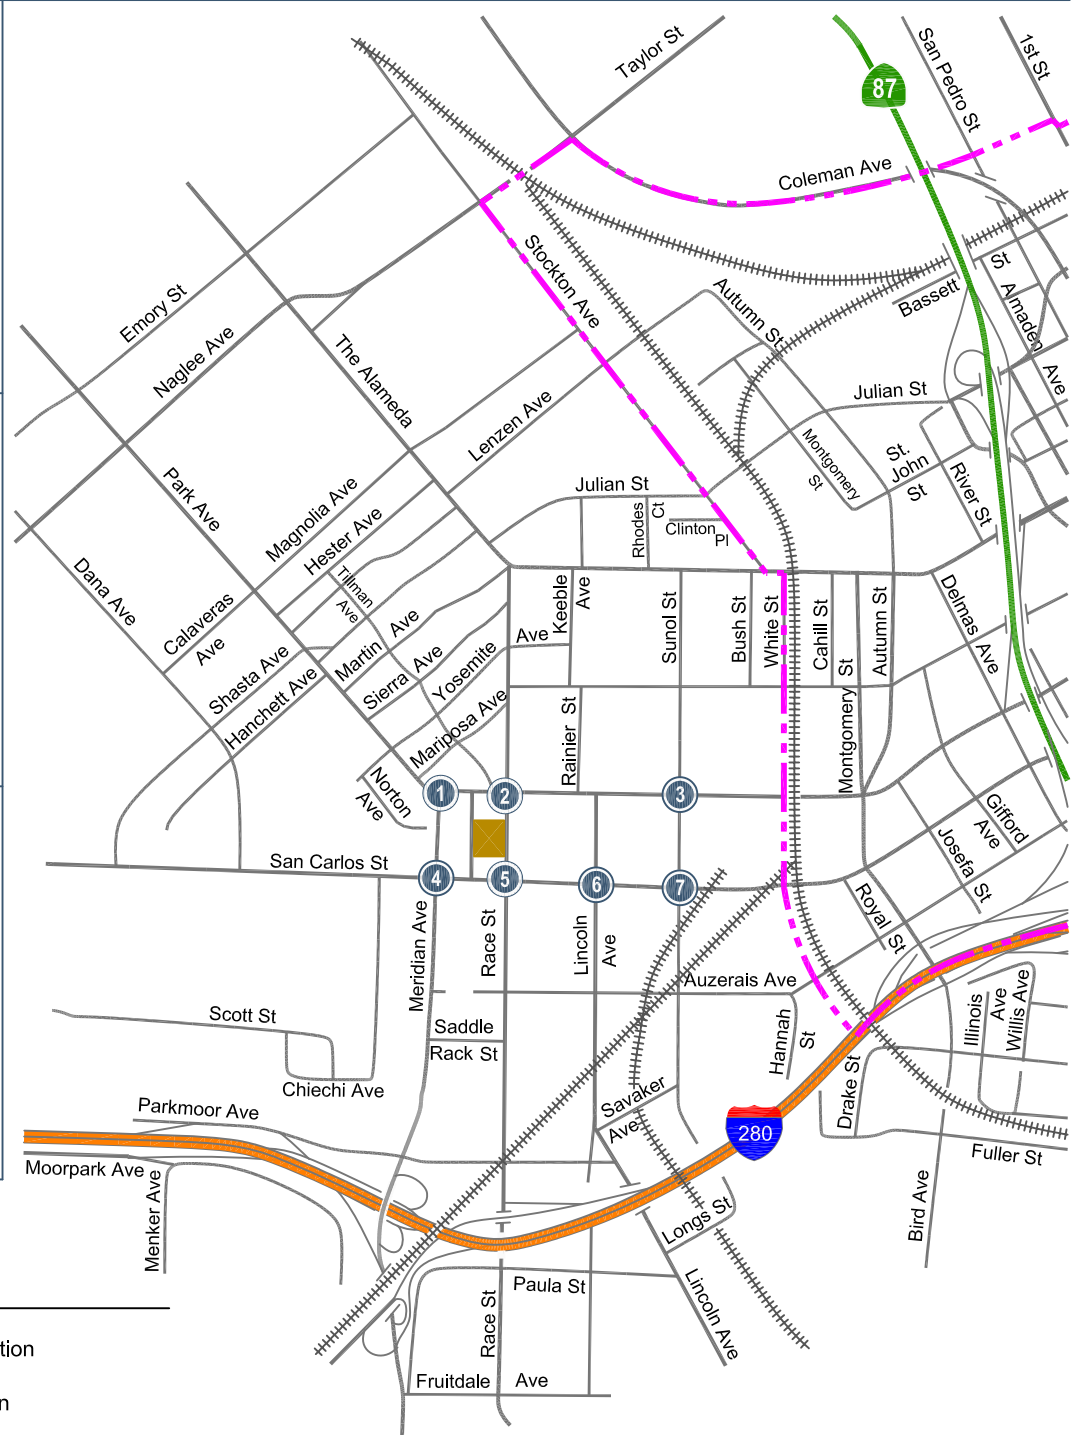 Taylor St
1st St
San Pedro St
87
Coleman Ave
Stockton Ave
St
Bassett
Almaden
Ave
Autumn St
Emory St
Naglee Ave
The Alameda
Julian St
Lenzen Ave
Montgomery
St
St.
John
St
River St
Park Ave
Magnolia Ave
Hester Ave
Julian St
Rhodes
Ct
Clinton
Pl
Dana Ave
Tillman
Ave
Calaveras
Ave
Martin Ave
Keeble
Ave
Ave
Sunol St
Bush St
White St
Cahill St
Autumn St
Delmas
Ave
Shasta Ave
Hanchett Ave
Sierra Ave
Yosemite
Mariposa Ave
Rainier St
Montgomery
St
Norton
Ave
1
2
3
Gifford
Ave
Josefa St
San Carlos St
4
5
6
7
Royal St
Meridian Ave
Race St
Lincoln
Ave
Auzerais Ave
Hannah
St
Illinois
Ave
Willis Ave
Scott St
Saddle
Rack St
Chiechi Ave
Drake St
Savaker
Ave
Parkmoor Ave
280
Fuller St
Moorpark Ave
Menker Ave
Longs St
Bird Ave
Paula St
Race St
Lincoln Ave
tion
Fruitdale Ave
n